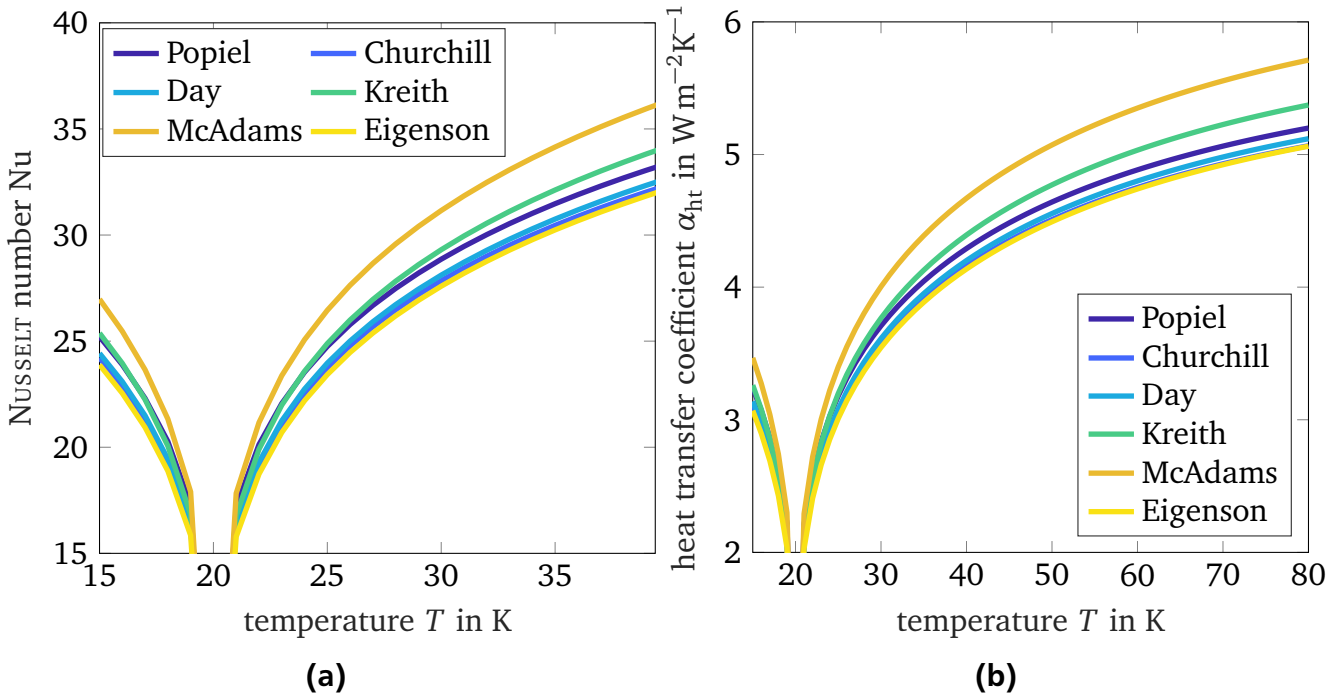 NUSSELT number Nu
40
35
30
25
20
15
15 20 25 30 35
Popiel Churchill
Day Kreith
McAdams Eigenson
temperature T in K
(a)
heat transfer coefficient α_ht in W m⁻²K⁻¹
6
5
4
3
2
20 30 40 50 60 70 80
Popiel
Churchill
Day
Kreith
McAdams
Eigenson
temperature T in K
(b)